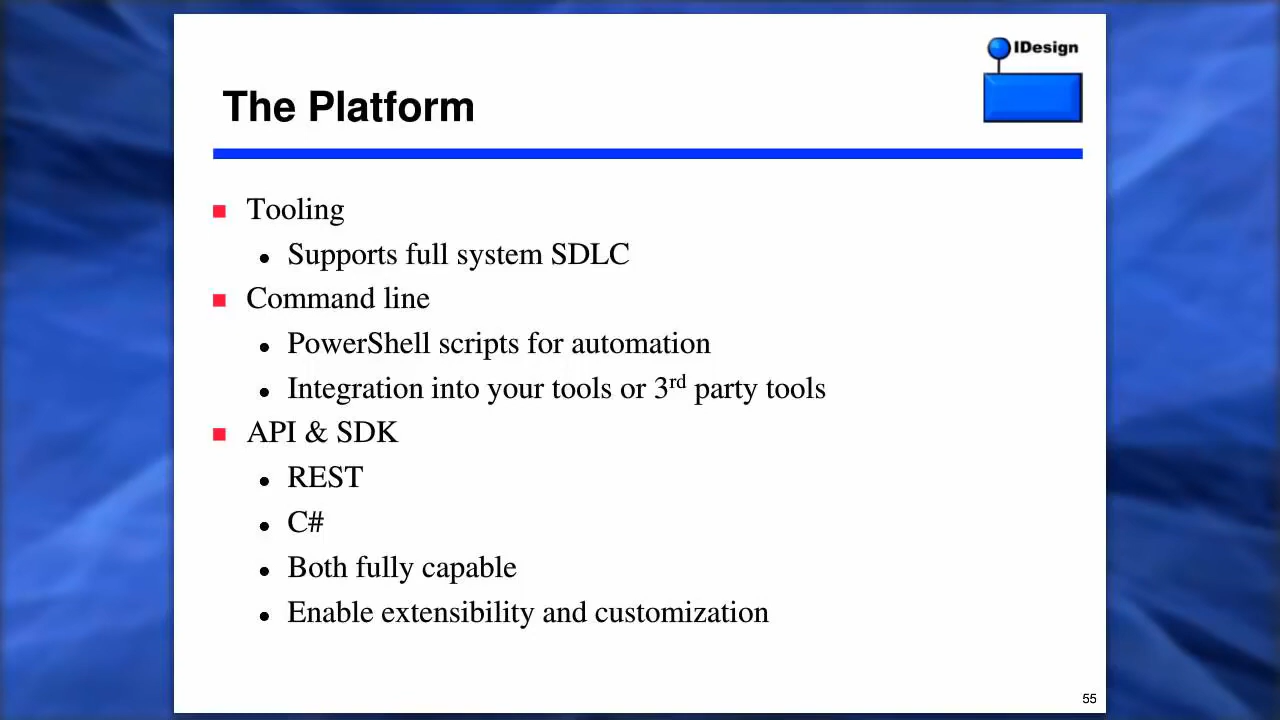 IDesign
The Platform
Tooling
Supports full system SDLC
Command line
PowerShell scripts for automation
Integration into your tools or 3rd party tools
API & SDK
REST
C#
Both fully capable
Enable extensibility and customization
55